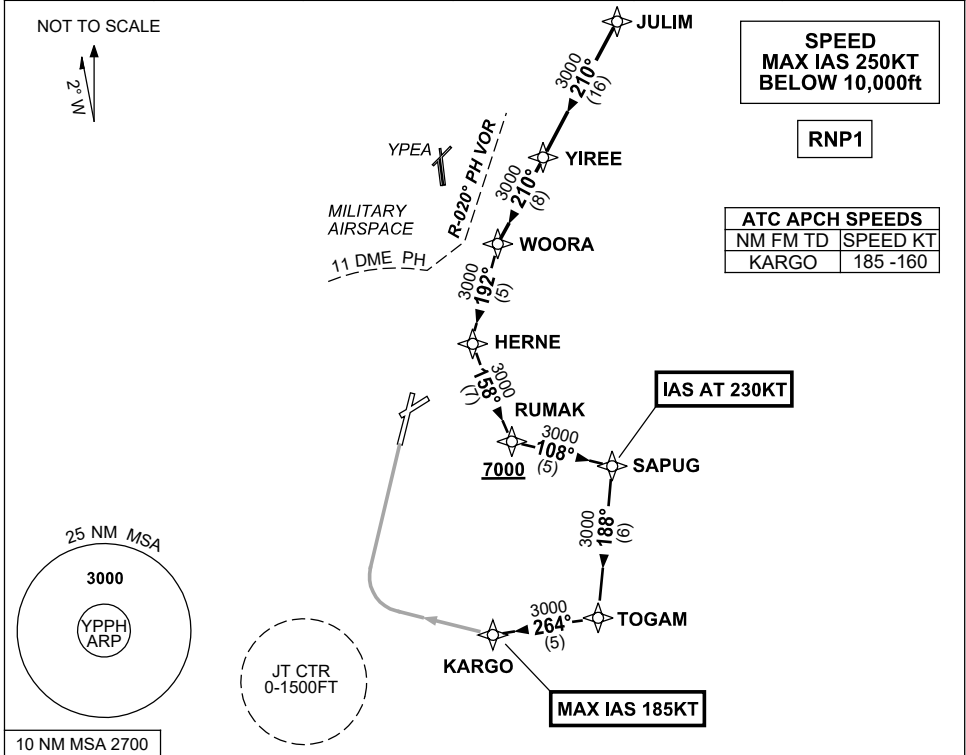 NOT TO SCALE
2° W
JULIM
SPEED
MAX IAS 250KT
BELOW 10,000ft
3000
210°
(16)
RNP1
YPEA
R-020° PH VOR
YIREE
3000
210°
(8)
MILITARY
AIRSPACE
11 DME PH
WOORA
ATC APCH SPEEDS
NM FM TD SPEED KT
KARGO 185 -160
3000
192°
(5)
HERNE
3000
158°
(7)
IAS AT 230KT
RUMAK
7000
3000
108°
(5)
SAPUG
3000
188°
(6)
25 NM MSA
3000
YPPH
ARP
TOGAM
3000
264°
(5)
KARGO
JT CTR
0-1500FT
MAX IAS 185KT
10 NM MSA 2700